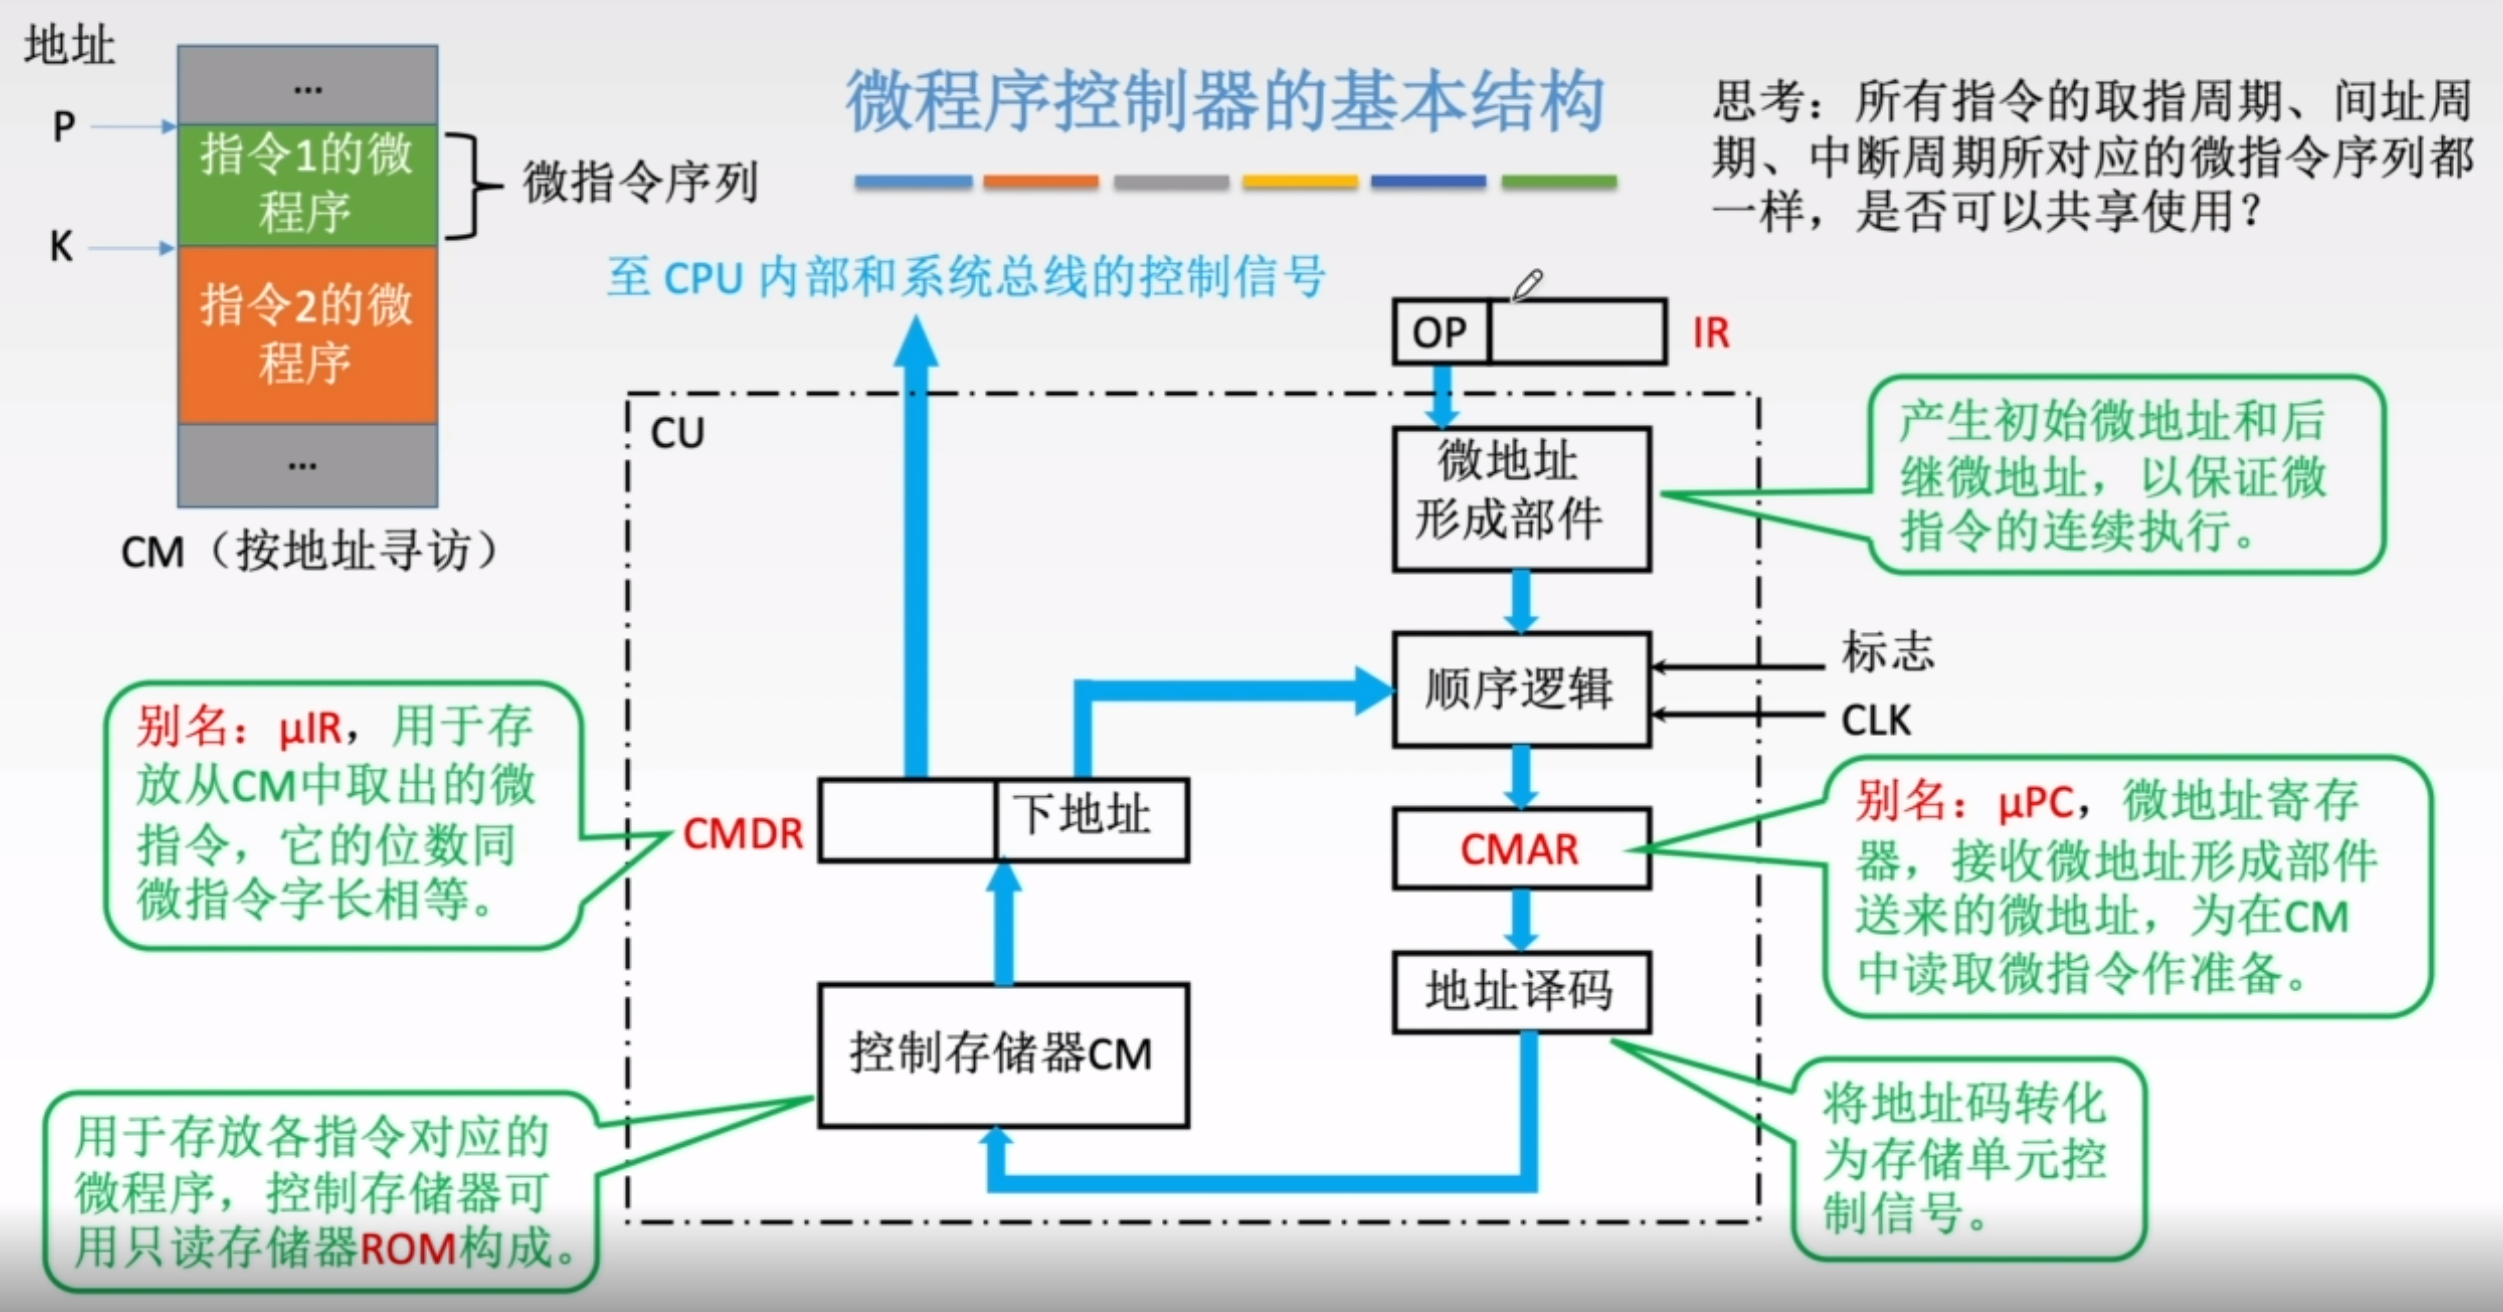 地址
...
P
指令1的微
程序
微指令序列
K
指令2的微
程序
...
CM（按地址寻访）
微程序控制器的基本结构
思考：所有指令的取指周期、间址周
期、中断周期所对应的微指令序列都
一样，是否可以共享使用？
至 CPU 内部和系统总线的控制信号
OP
IR
CU
微地址
形成部件
产生初始微地址和后
继微地址，以保证微
指令的连续执行。
顺序逻辑
标志
CLK
别名：μIR，用于存
放从CM中取出的微
指令，它的位数同
微指令字长相等。
CMDR
下地址
CMAR
别名：μPC，微地址寄存
器，接收微地址形成部件
送来的微地址，为在CM
中读取微指令作准备。
地址译码
控制存储器CM
用于存放各指令对应的
微程序，控制存储器可
用只读存储器ROM构成。
将地址码转化
为存储单元控
制信号。